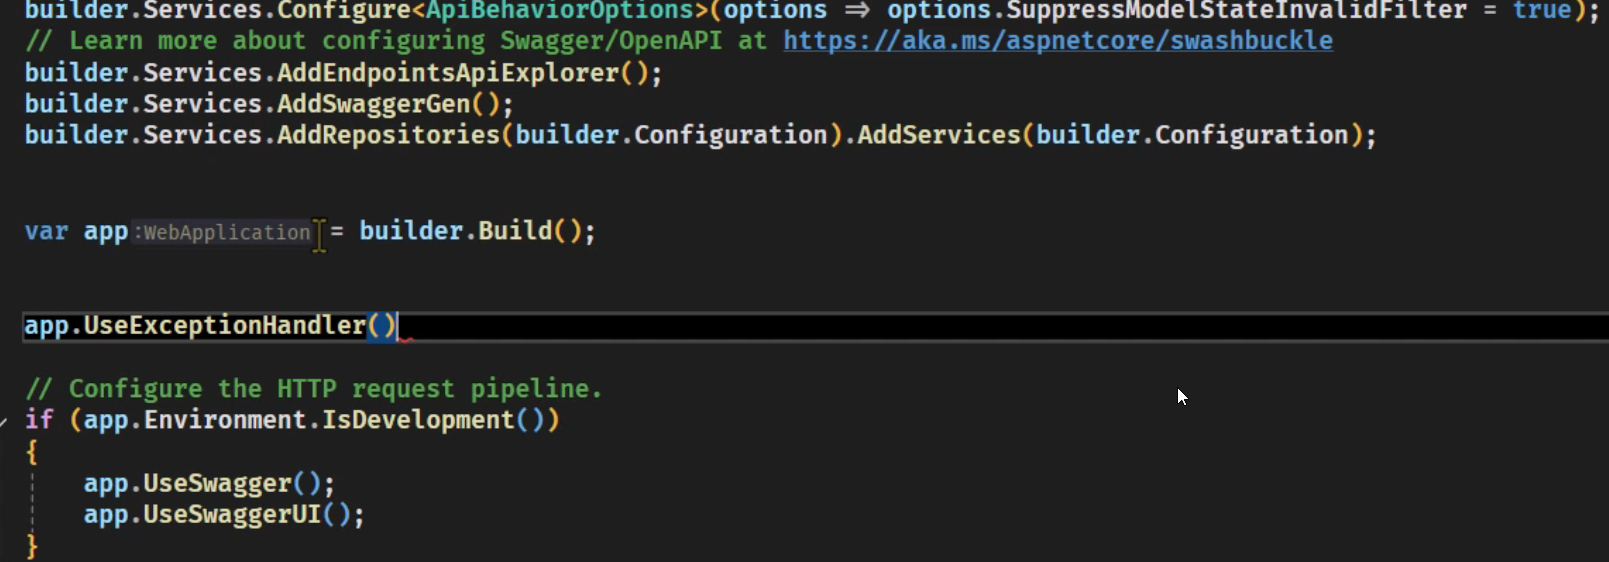 builder.Services.Configure<ApiBehaviorOptions>(options => options.SuppressModelStateInvalidFilter = true);
// Learn more about configuring Swagger/OpenAPI at https://aka.ms/aspnetcore/swashbuckle
builder.Services.AddEndpointsApiExplorer();
builder.Services.AddSwaggerGen();
builder.Services.AddRepositories(builder.Configuration).AddServices(builder.Configuration);
var app:WebApplication = builder.Build();
app.UseExceptionHandler()
// Configure the HTTP request pipeline.
if (app.Environment.IsDevelopment())
{
app.UseSwagger();
app.UseSwaggerUI();
}